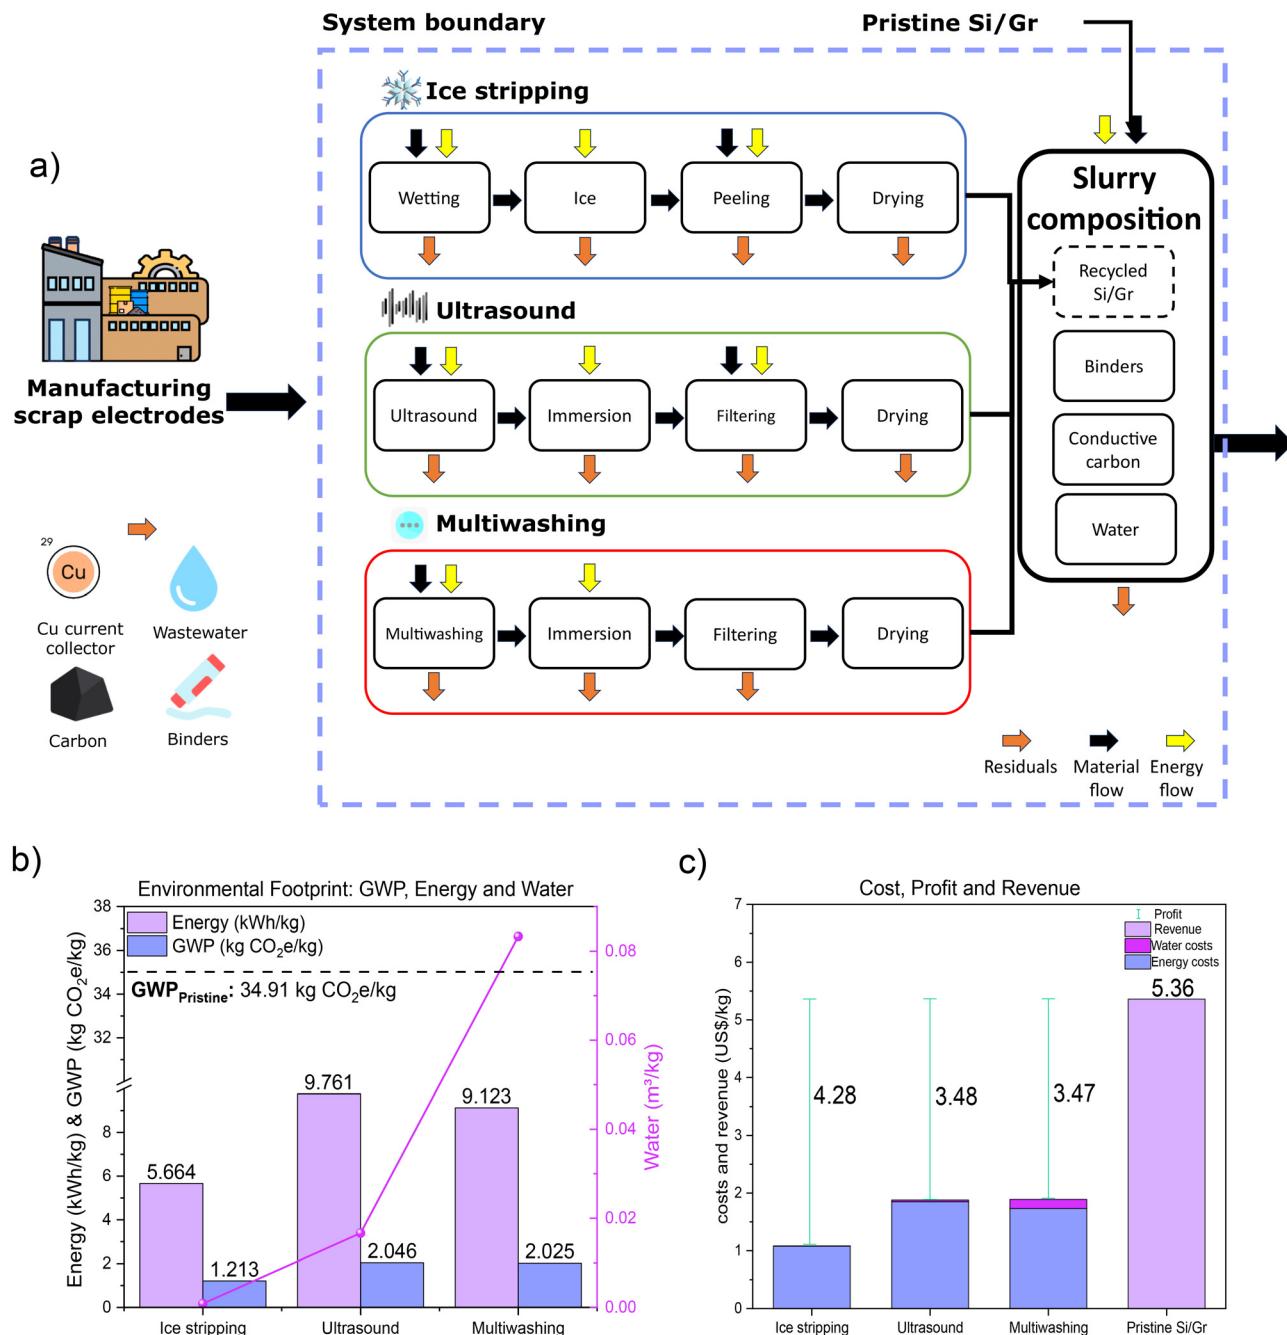 System boundary
Pristine Si/Gr
Ice stripping
a)
Wetting
Ice
Peeling
Drying
Slurry
composition
Recycled
Si/Gr
Ultrasound
Manufacturing
scrap electrodes
Ultrasound
Immersion
Filtering
Drying
Binders
Conductive
carbon
Water
Multiwashing
29
Cu
Cu current
collector
Wastewater
Carbon
Binders
Multiwashing
Immersion
Filtering
Drying
Residuals
Material
flow
Energy
flow
b)
Environmental Footprint: GWP, Energy and Water
Energy (kWh/kg) & GWP (kg CO₂e/kg)
38
36
34
32
8
6
4
2
0
Energy (kWh/kg)
GWP (kg CO₂e/kg)
GWP_Pristine: 34.91 kg CO₂e/kg
5.664
1.213
9.761
2.046
9.123
2.025
0.08
0.06
0.04
0.02
0.00
Water (m³/kg)
Ice stripping
Ultrasound
Multiwashing
c)
Cost, Profit and Revenue
costs and revenue (US$/kg)
7
6
5
4
3
2
1
0
Profit
Revenue
Water costs
Energy costs
4.28
3.48
3.47
5.36
Ice stripping
Ultrasound
Multiwashing
Pristine Si/Gr